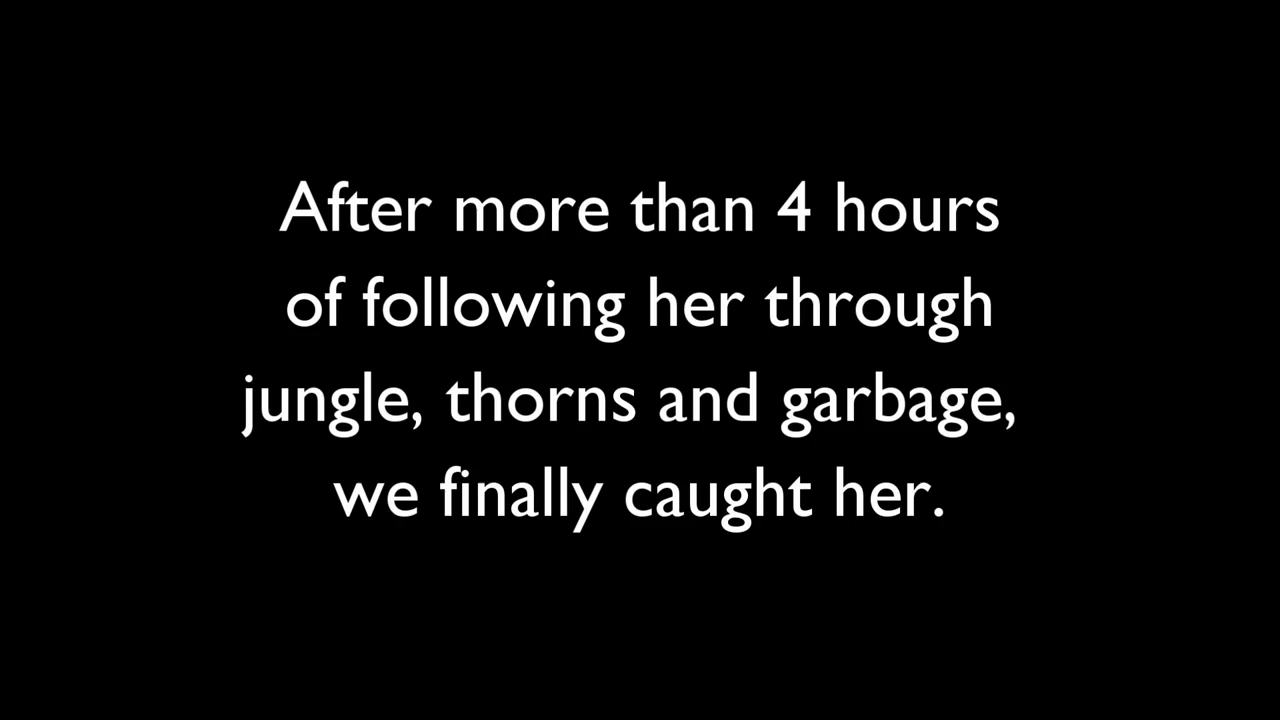 After more than 4 hours
of following her through
jungle, thorns and garbage,
we finally caught her.